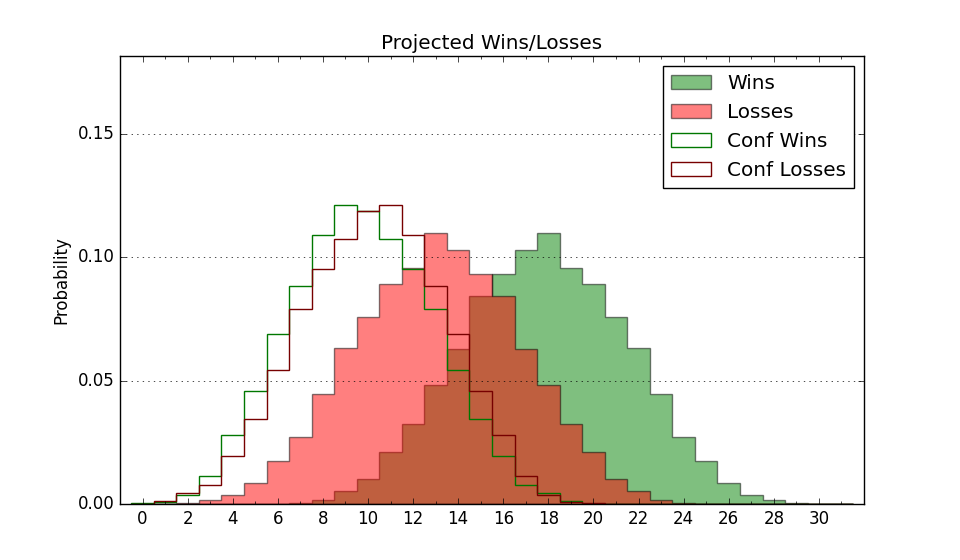 Projected Wins/Losses
Wins
Losses
Conf Wins
Conf Losses
Probability
0.15
0.10
0.05
0.00
0 2 4 6 8 10 12 14 16 18 20 22 24 26 28 30